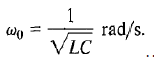 ω₀ = 1/√LC rad/s.